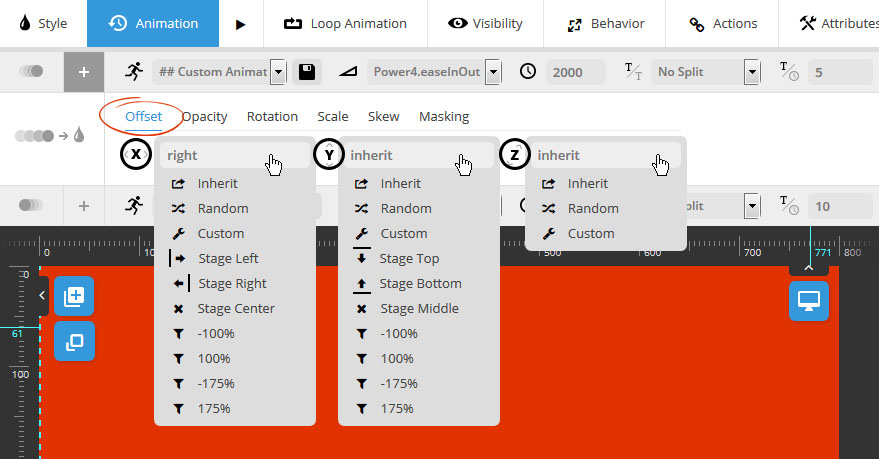 Style Animation Loop Animation Visibility Behavior Actions Attributes
## Custom Animat Power4.easeInOut 2000 No Split 5
Offset Opacity Rotation Scale Skew Masking
X right Y inherit Z inherit
Inherit Inherit Inherit
Random Random Random
Custom Custom Custom
Stage Left Stage Top
Stage Right Stage Bottom
Stage Center Stage Middle
-100% -100%
100% 100%
-175% -175%
175% 175%
plit 10
0 10 500 600 700 771 800
0
61
100